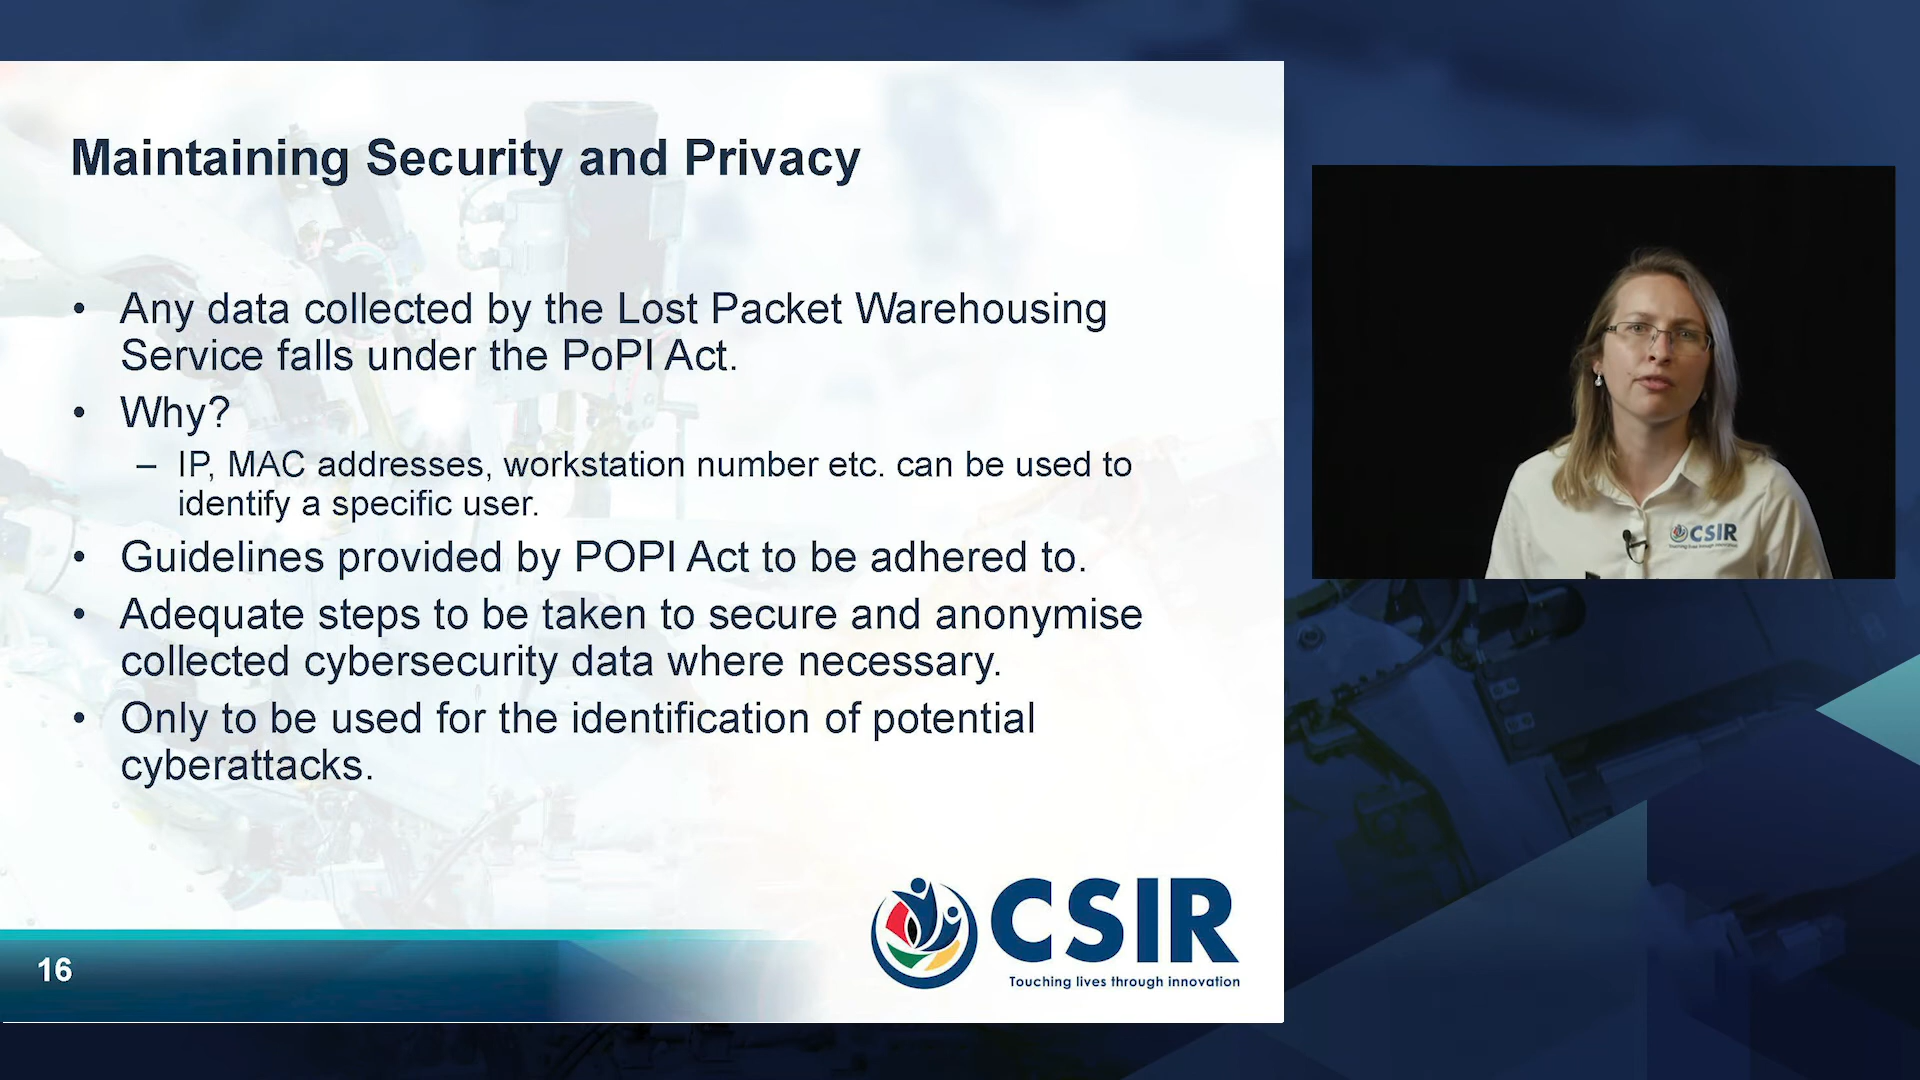 Maintaining Security and Privacy
• Any data collected by the Lost Packet Warehousing
Service falls under the PoPI Act.
• Why?
– IP, MAC addresses, workstation number etc. can be used to
identify a specific user.
• Guidelines provided by POPI Act to be adhered to.
• Adequate steps to be taken to secure and anonymise
collected cybersecurity data where necessary.
• Only to be used for the identification of potential
cyberattacks.
16
CSIR
Touching lives through innovation
CSIR